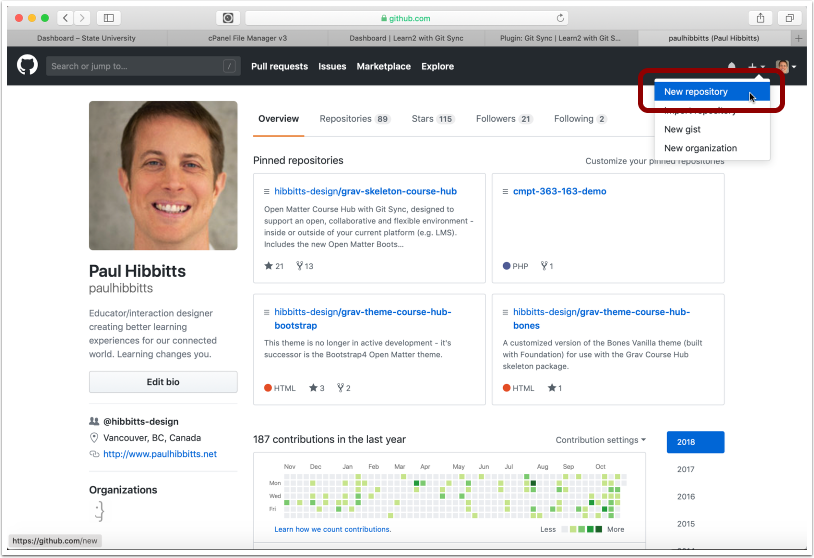 github.com
Dashboard – State University
cPanel File Manager v3
Dashboard | Learn2 with Git Sync
Plugin: Git Sync | Learn2 with Git S...
paulhibbitts (Paul Hibbitts)
Search or jump to...
/
Pull requests
Issues
Marketplace
Explore
New repository
New gist
New organization
Overview
Repositories 89
Stars 115
Followers 21
Following 2
Pinned repositories
Customize your pinned repositories
hibbitts-design/grav-skeleton-course-hub
Open Matter Course Hub with Git Sync, designed to
support an open, collaborative and flexible environment -
inside or outside of your current platform (e.g. LMS).
Includes the new Open Matter Boots...
21
13
cmpt-363-163-demo
PHP
1
Paul Hibbitts
paulhibbitts
Educator/interaction designer
creating better learning
experiences for our connected
world. Learning changes you.
Edit bio
@hibbitts-design
Vancouver, BC, Canada
http://www.paulhibbitts.net
Organizations
hibbitts-design/grav-theme-course-hub-
bootstrap
This theme is no longer in active development - it's
successor is the Bootstrap4 Open Matter theme.
HTML
3
2
hibbitts-design/grav-theme-course-hub-
bones
A customized version of the Bones Vanilla theme (built
with Foundation) for use with the Grav Course Hub
skeleton package.
HTML
1
187 contributions in the last year
Contribution settings
2018
2017
2016
2015
Nov Dec Jan Feb Mar Apr May Jun Jul Aug Sep Oct
Mon
Wed
Fri
Learn how we count contributions.
Less
More
https://github.com/new